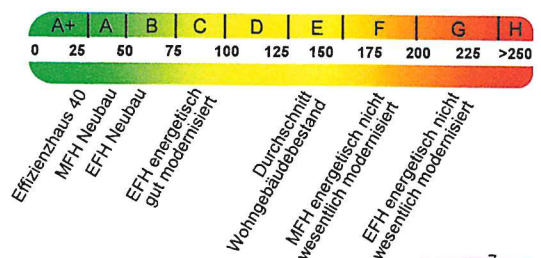 A+ A B C D E F G H
0 25 50 75 100 125 150 175 200 225 >250
Effizienzhaus 40
MFH Neubau
EFH Neubau
EFH energetisch
gut modernisiert
Durchschnitt
Wohngebäudebestand
MFH energetisch nicht
wesentlich modernisiert
EFH energetisch nicht
wesentlich modernisiert